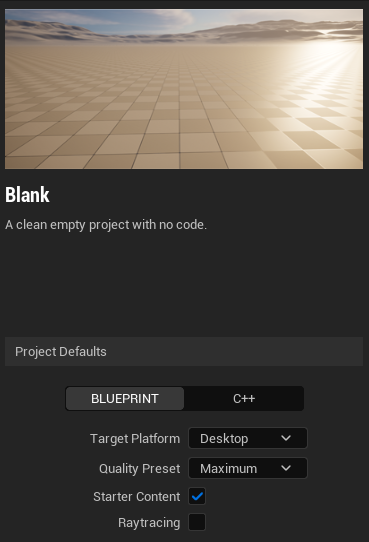 Blank
A clean empty project with no code.
Project Defaults
BLUEPRINT C++
Target Platform Desktop
Quality Preset Maximum
Starter Content
Raytracing